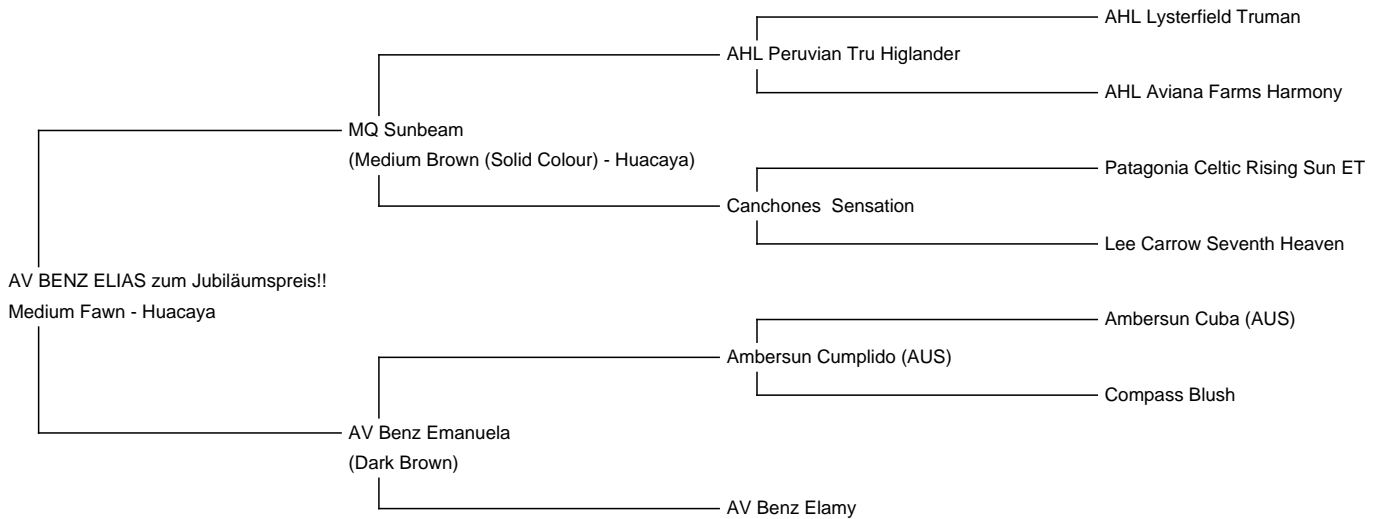 AHL Lysterfield Truman
AHL Peruvian Tru Higlander
AHL Aviana Farms Harmony
MQ Sunbeam
(Medium Brown (Solid Colour) - Huacaya)
Patagonia Celtic Rising Sun ET
Canchones  Sensation
Lee Carrow Seventh Heaven
AV BENZ ELIAS zum Jubiläumspreis!!
Medium Fawn - Huacaya
Ambersun Cuba (AUS)
Ambersun Cumplido (AUS)
Compass Blush
AV Benz Emanuela
(Dark Brown)
AV Benz Elamy